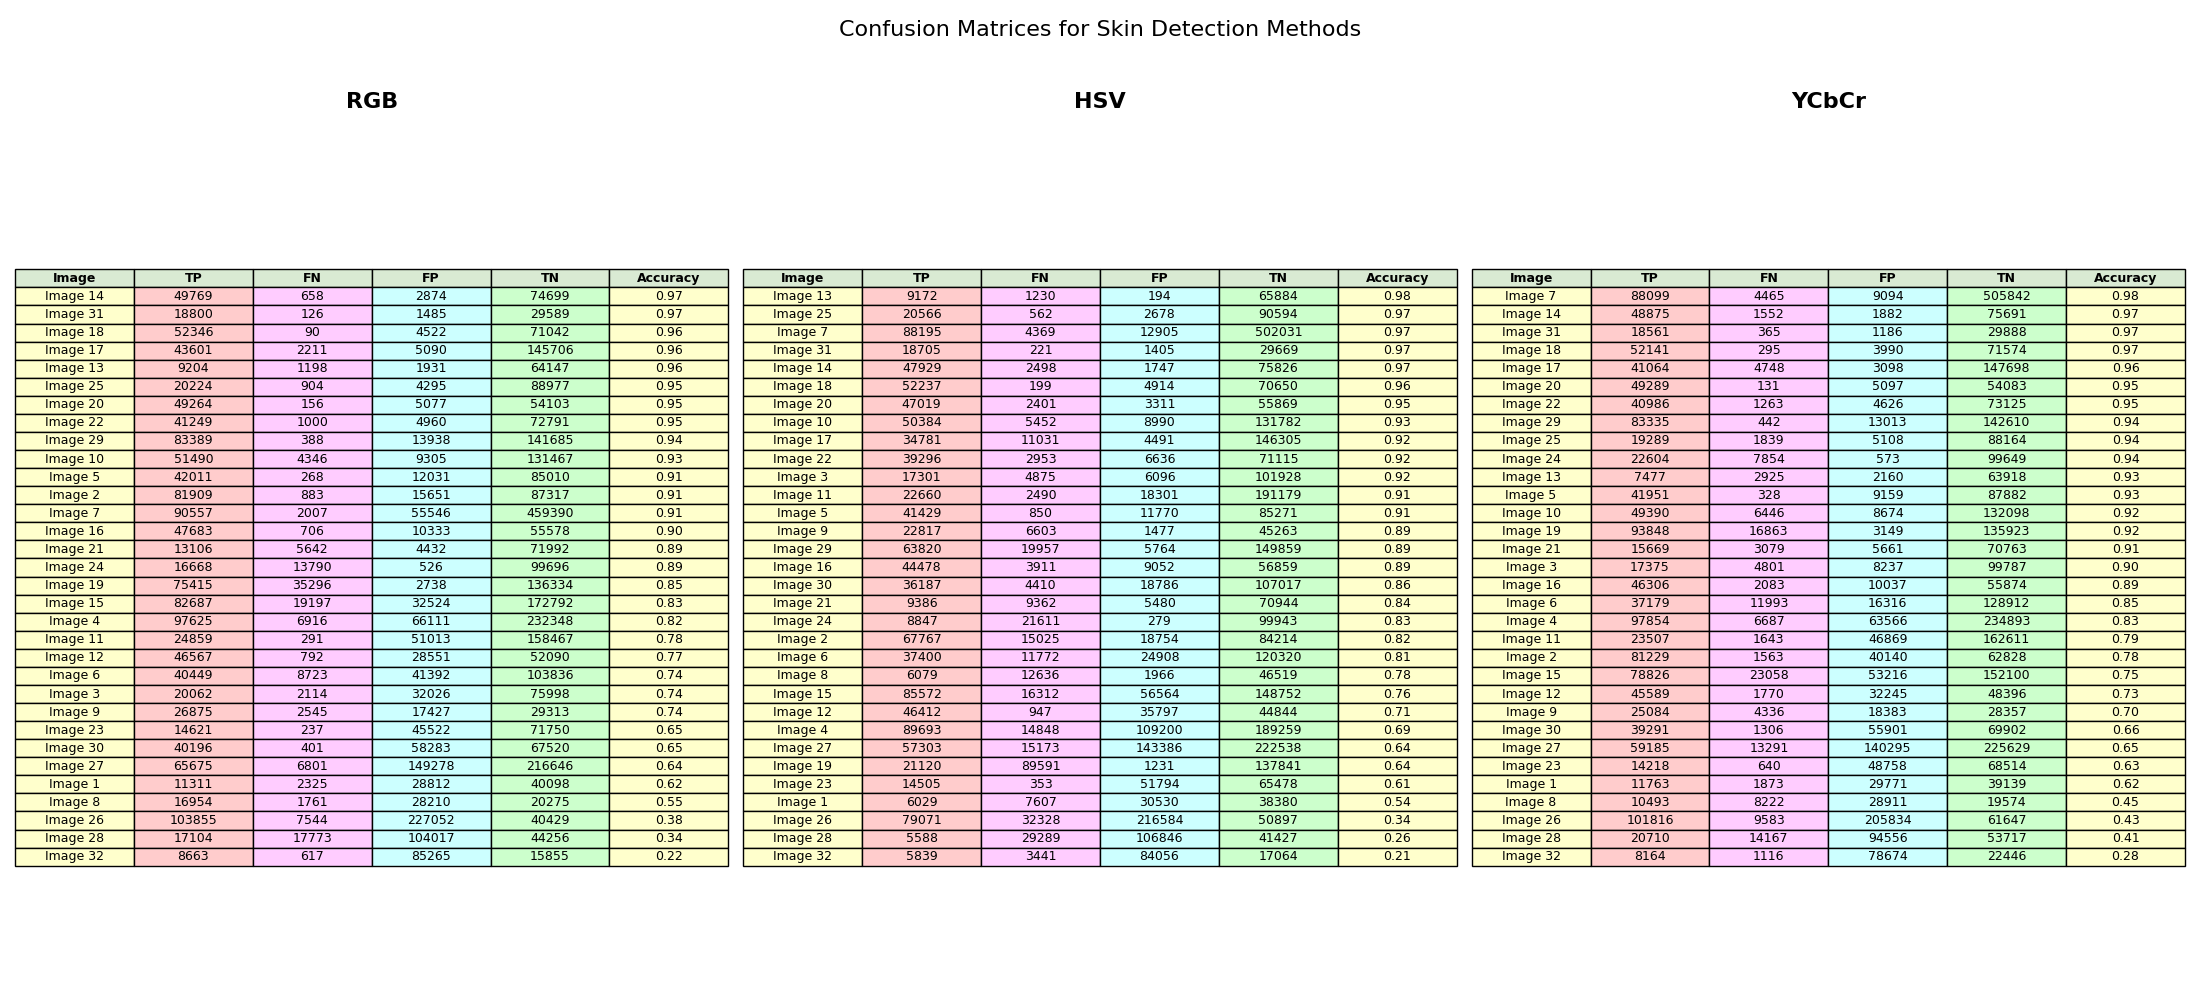 Confusion Matrices for Skin Detection Methods
RGB
Image TP FN FP TN Accuracy
Image 14 49769 658 2874 74699 0.97
Image 31 18800 126 1485 29589 0.97
Image 18 52346 90 4522 71042 0.96
Image 17 43601 2211 5090 145706 0.96
Image 13 9204 1198 1931 64147 0.96
Image 25 20224 904 4295 88977 0.95
Image 20 49264 156 5077 54103 0.95
Image 22 41249 1000 4960 72791 0.95
Image 29 83389 388 13938 141685 0.94
Image 10 51490 4346 9305 131467 0.93
Image 5 42011 268 12031 85010 0.91
Image 2 81909 883 15651 87317 0.91
Image 7 90557 2007 55546 459390 0.91
Image 16 47683 706 10333 55578 0.90
Image 21 13106 5642 4432 71992 0.89
Image 24 16668 13790 526 99696 0.89
Image 19 75415 35296 2738 136334 0.85
Image 15 82687 19197 32524 172792 0.83
Image 4 97625 6916 66111 232348 0.82
Image 11 24859 291 51013 158467 0.78
Image 12 46567 792 28551 52090 0.77
Image 6 40449 8723 41392 103836 0.74
Image 3 20062 2114 32026 75998 0.74
Image 9 26875 2545 17427 29313 0.74
Image 23 14621 237 45522 71750 0.65
Image 30 40196 401 58283 67520 0.65
Image 27 65675 6801 149278 216646 0.64
Image 1 11311 2325 28812 40098 0.62
Image 8 16954 1761 28210 20275 0.55
Image 26 103855 7544 227052 40429 0.38
Image 28 17104 17773 104017 44256 0.34
Image 32 8663 617 85265 15855 0.22
HSV
Image TP FN FP TN Accuracy
Image 13 9172 1230 194 65884 0.98
Image 25 20566 562 2678 90594 0.97
Image 7 88195 4369 12905 502031 0.97
Image 31 18705 221 1405 29669 0.97
Image 14 47929 2498 1747 75826 0.97
Image 18 52237 199 4914 70650 0.96
Image 20 47019 2401 3311 55869 0.95
Image 10 50384 5452 8990 131782 0.93
Image 17 34781 11031 4491 146305 0.92
Image 22 39296 2953 6636 71115 0.92
Image 3 17301 4875 6096 101928 0.92
Image 11 22660 2490 18301 191179 0.91
Image 5 41429 850 11770 85271 0.91
Image 9 22817 6603 1477 45263 0.89
Image 29 63820 19957 5764 149859 0.89
Image 16 44478 3911 9052 56859 0.89
Image 30 36187 4410 18786 107017 0.86
Image 21 9386 9362 5480 70944 0.84
Image 24 8847 21611 279 99943 0.83
Image 2 67767 15025 18754 84214 0.82
Image 6 37400 11772 24908 120320 0.81
Image 8 6079 12636 1966 46519 0.78
Image 15 85572 16312 56564 148752 0.76
Image 12 46412 947 35797 44844 0.71
Image 4 89693 14848 109200 189259 0.69
Image 27 57303 15173 143386 222538 0.64
Image 19 21120 89591 1231 137841 0.64
Image 23 14505 353 51794 65478 0.61
Image 1 6029 7607 30530 38380 0.54
Image 26 79071 32328 216584 50897 0.34
Image 28 5588 29289 106846 41427 0.26
Image 32 5839 3441 84056 17064 0.21
YCbCr
Image TP FN FP TN Accuracy
Image 7 88099 4465 9094 505842 0.98
Image 14 48875 1552 1882 75691 0.97
Image 31 18561 365 1186 29888 0.97
Image 18 52141 295 3990 71574 0.97
Image 17 41064 4748 3098 147698 0.96
Image 20 49289 131 5097 54083 0.95
Image 22 40986 1263 4626 73125 0.95
Image 29 83335 442 13013 142610 0.94
Image 25 19289 1839 5108 88164 0.94
Image 24 22604 7854 573 99649 0.94
Image 13 7477 2925 2160 63918 0.93
Image 5 41951 328 9159 87882 0.93
Image 10 49390 6446 8674 132098 0.92
Image 19 93848 16863 3149 135923 0.92
Image 21 15669 3079 5661 70763 0.91
Image 3 17375 4801 8237 99787 0.90
Image 16 46306 2083 10037 55874 0.89
Image 6 37179 11993 16316 128912 0.85
Image 4 97854 6687 63566 234893 0.83
Image 11 23507 1643 46869 162611 0.79
Image 2 81229 1563 40140 62828 0.78
Image 15 78826 23058 53216 152100 0.75
Image 12 45589 1770 32245 48396 0.73
Image 9 25084 4336 18383 28357 0.70
Image 30 39291 1306 55901 69902 0.66
Image 27 59185 13291 140295 225629 0.65
Image 23 14218 640 48758 68514 0.63
Image 1 11763 1873 29771 39139 0.62
Image 8 10493 8222 28911 19574 0.45
Image 26 101816 9583 205834 61647 0.43
Image 28 20710 14167 94556 53717 0.41
Image 32 8164 1116 78674 22446 0.28